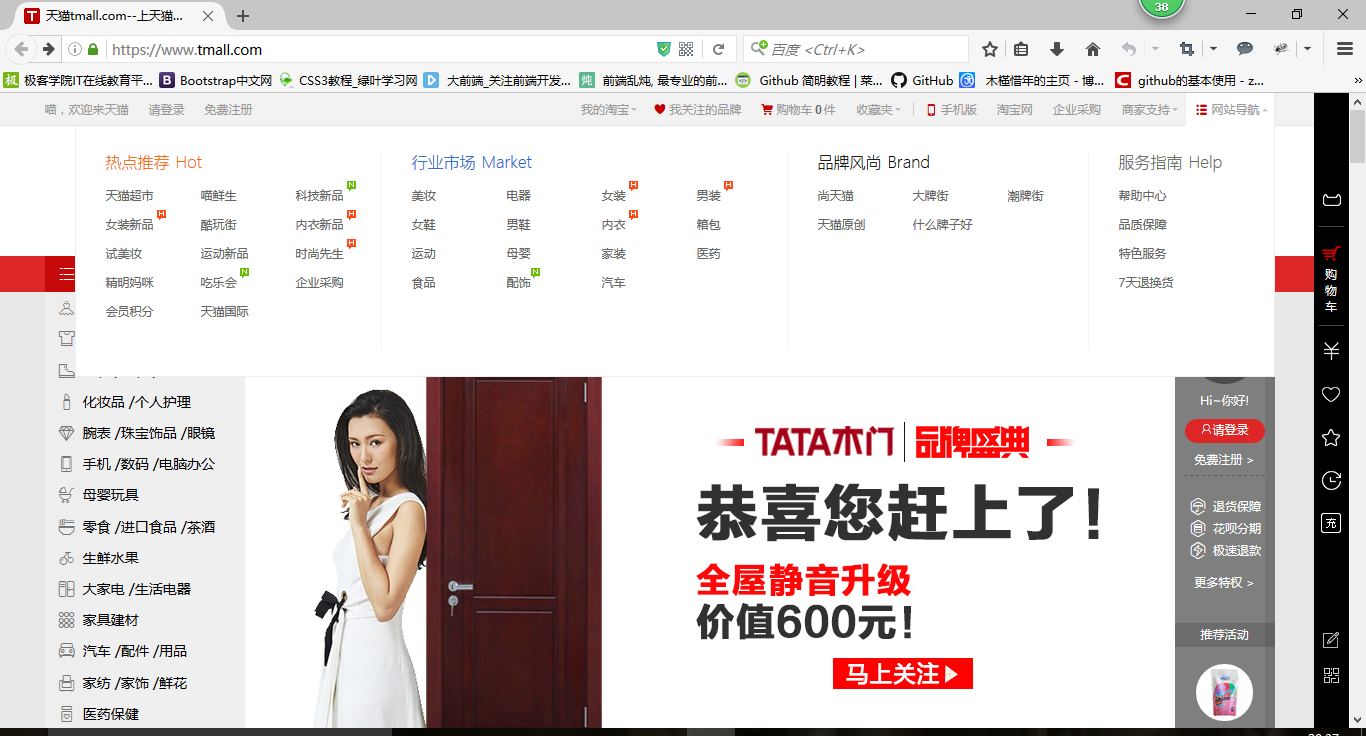 天猫tmall.com--上天猫...
38
https://www.tmall.com
百度 <Ctrl+K>
极客学院IT在线教育平... Bootstrap中文网 CSS3教程_绿叶学习网 大前端_关注前端开发... 前端乱炖, 最专业的前... Github 简明教程 | 菜... GitHub 木槿惜年的主页 - 博... github的基本使用 - z...
喵，欢迎来天猫 请登录 免费注册 我的淘宝 我关注的品牌 购物车0件 收藏夹 手机版 淘宝网 企业采购 商家支持 网站导航
热点推荐 Hot 行业市场 Market 品牌风尚 Brand 服务指南 Help
天猫超市 喵鲜生 科技新品 N 美妆 电器 女装 H 男装 H 尚天猫 大牌街 潮牌街 帮助中心
女装新品 H 酷玩街 内衣新品 H 女鞋 男鞋 内衣 H 箱包 天猫原创 什么牌子好 品质保障
试美妆 运动新品 时尚先生 H 运动 母婴 家装 医药 特色服务
精明妈咪 吃乐会 N 企业采购 食品 配饰 N 汽车 7天退换货
会员积分 天猫国际
购物车
化妆品 /个人护理
腕表 /珠宝饰品 /眼镜
手机 /数码 /电脑办公
母婴玩具
零食 /进口食品 /茶酒
生鲜水果
大家电 /生活电器
家具建材
汽车 /配件 /用品
家纺 /家饰 /鲜花
医药保健
TATA木门 品牌盛典
恭喜您赶上了！
全屋静音升级
价值600元！
马上关注
Hi~你好!
请登录
免费注册 >
退货保障
花呗分期
极速退款
更多特权 >
推荐活动
充